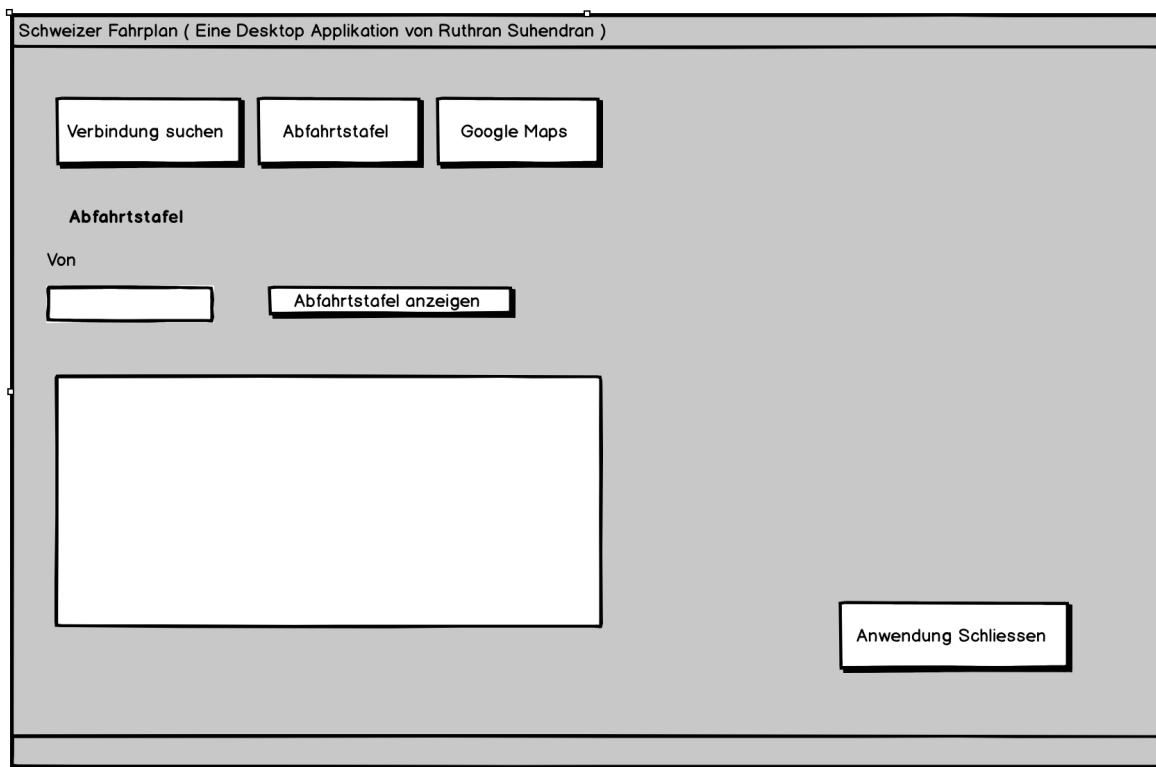 Schweizer Fahrplan ( Eine Desktop Applikation von Ruthran Suhendran )
Verbindung suchen
Abfahrtstafel
Google Maps
Abfahrtstafel
Von
Abfahrtstafel anzeigen
Anwendung Schliessen